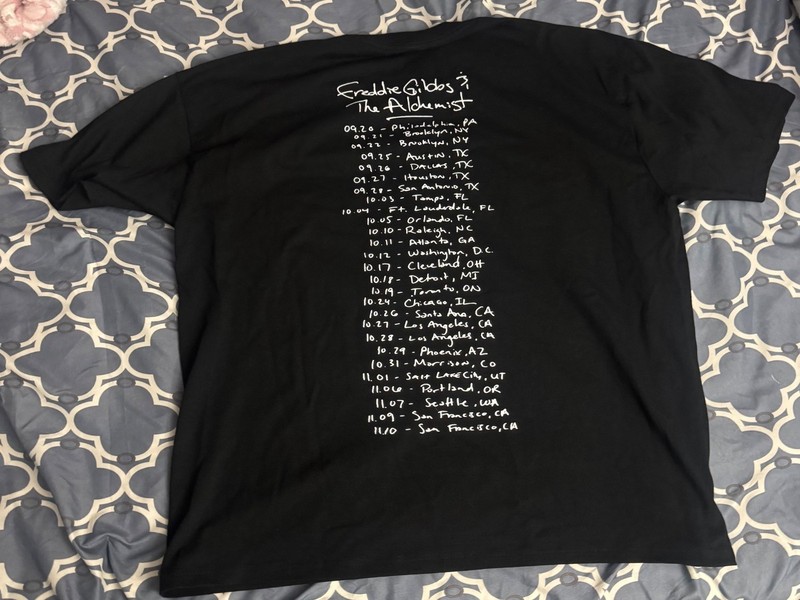 Freddie Gibbs &
The Alchemist
09.20 - Philadelphia, PA
09.21 - Brooklyn, NY
09.22 - Brooklyn, NY
09.25 - Austin, TX
09.26 - Dallas, TX
09.27 - Houston, TX
09.28 - San Antonio, TX
10.03 - Tampa, FL
10.04 - Ft. Lauderdale, FL
10.05 - Orlando, FL
10.10 - Raleigh, NC
10.11 - Atlanta, GA
10.12 - Washington, D.C.
10.17 - Cleveland, OH
10.18 - Detroit, MI
10.19 - Toronto, ON
10.24 - Chicago, IL
10.26 - Santa Ana, CA
10.27 - Los Angeles, CA
10.28 - Los Angeles, CA
10.29 - Phoenix, AZ
10.31 - Morrison, CO
11.01 - Salt Lake City, UT
11.06 - Portland, OR
11.07 - Seattle, WA
11.09 - San Francisco, CA
11.10 - San Francisco, CA